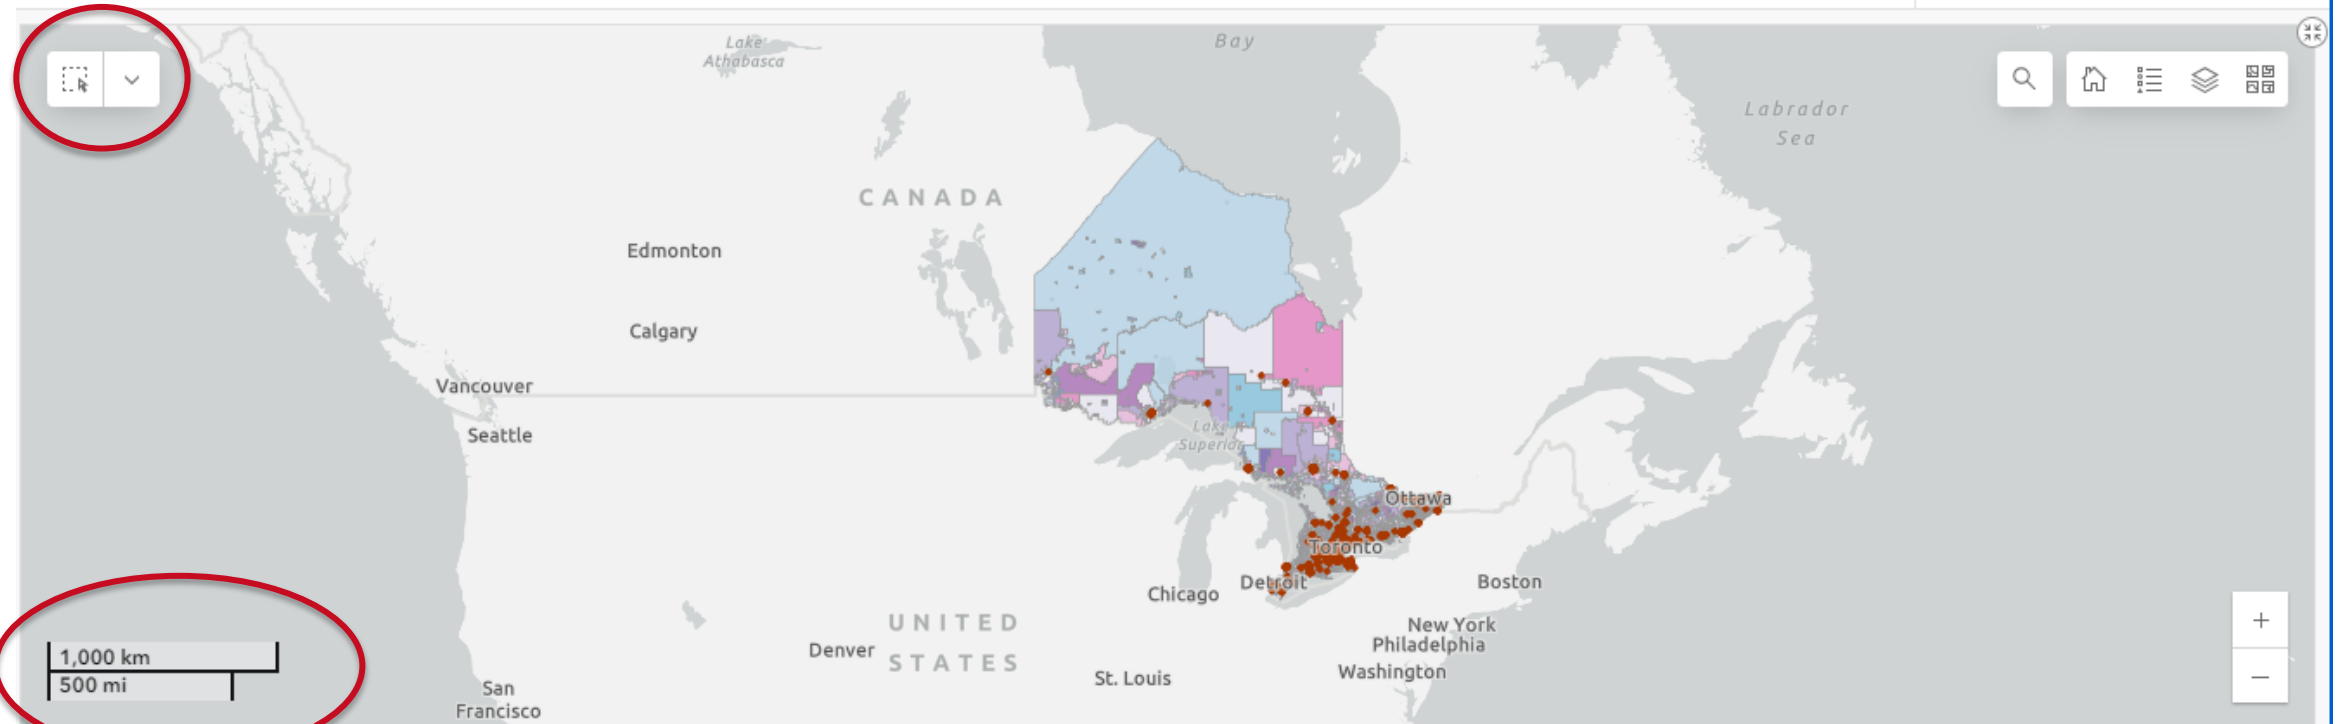 Lake
Athabasca
Bay
Labrador
Sea
CANADA
Edmonton
Calgary
Vancouver
Seattle
Lake
Superior
Ottawa
Toronto
Detroit
Chicago
Boston
New York
Philadelphia
Washington
UNITED
STATES
Denver
St. Louis
San
Francisco
1,000 km
500 mi